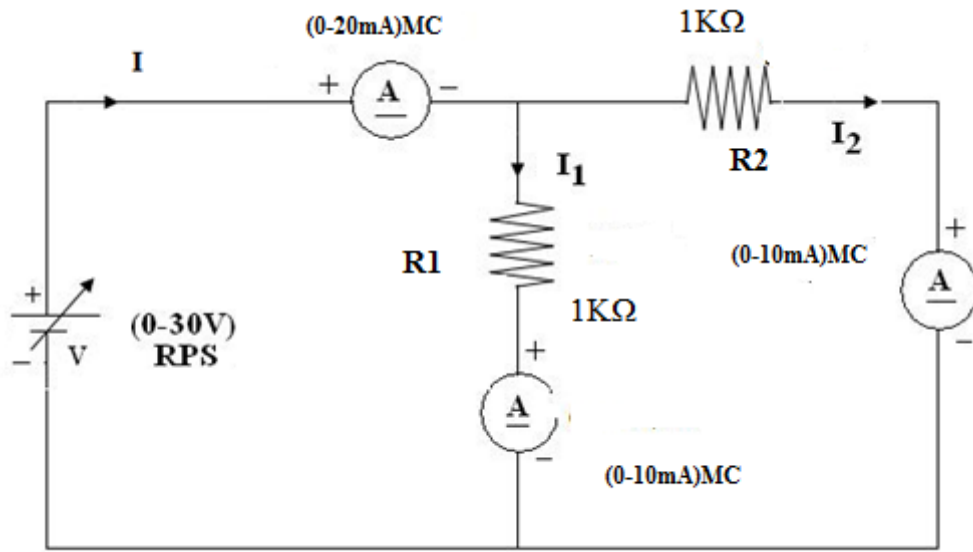 (0-20mA)MC
1KΩ
I
+ A −
I₂
R2
I₁
R1
(0-10mA)MC
+
A
−
1KΩ
+
− V
(0-30V)
RPS
+
A
−
(0-10mA)MC